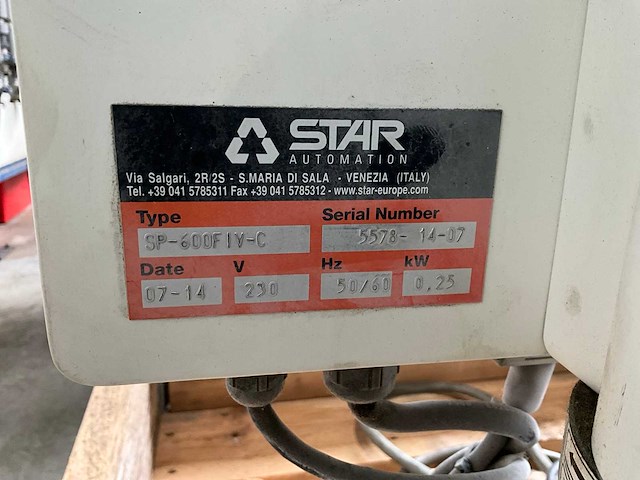 STAR
AUTOMATION
Via Salgari, 2R/2S - S.MARIA DI SALA - VENEZIA (ITALY)
Tel. +39 041 5785311 Fax +39 041 5785312 - www.star-europe.com
Type Serial Number
SP-600FIV-C 5578- 14-07
Date V Hz kW
07-14 230 50/60 0,25